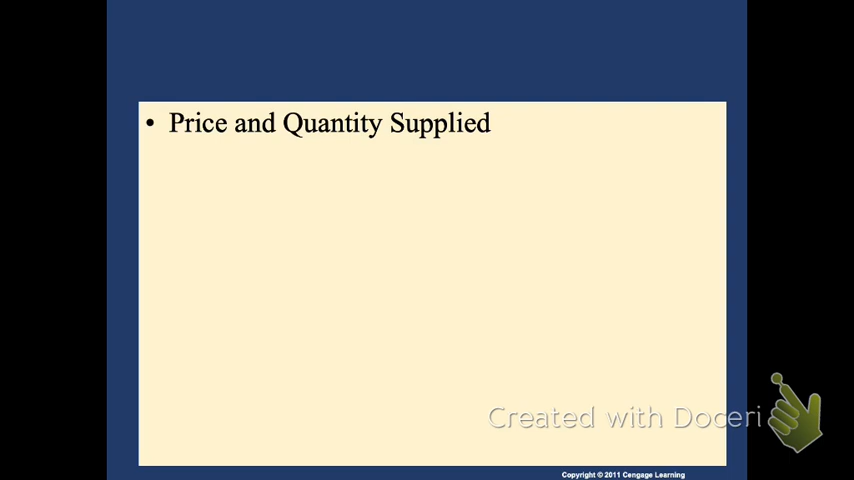 • Price and Quantity Supplied
Created with Doceri
Copyright © 2011 Cengage Learning